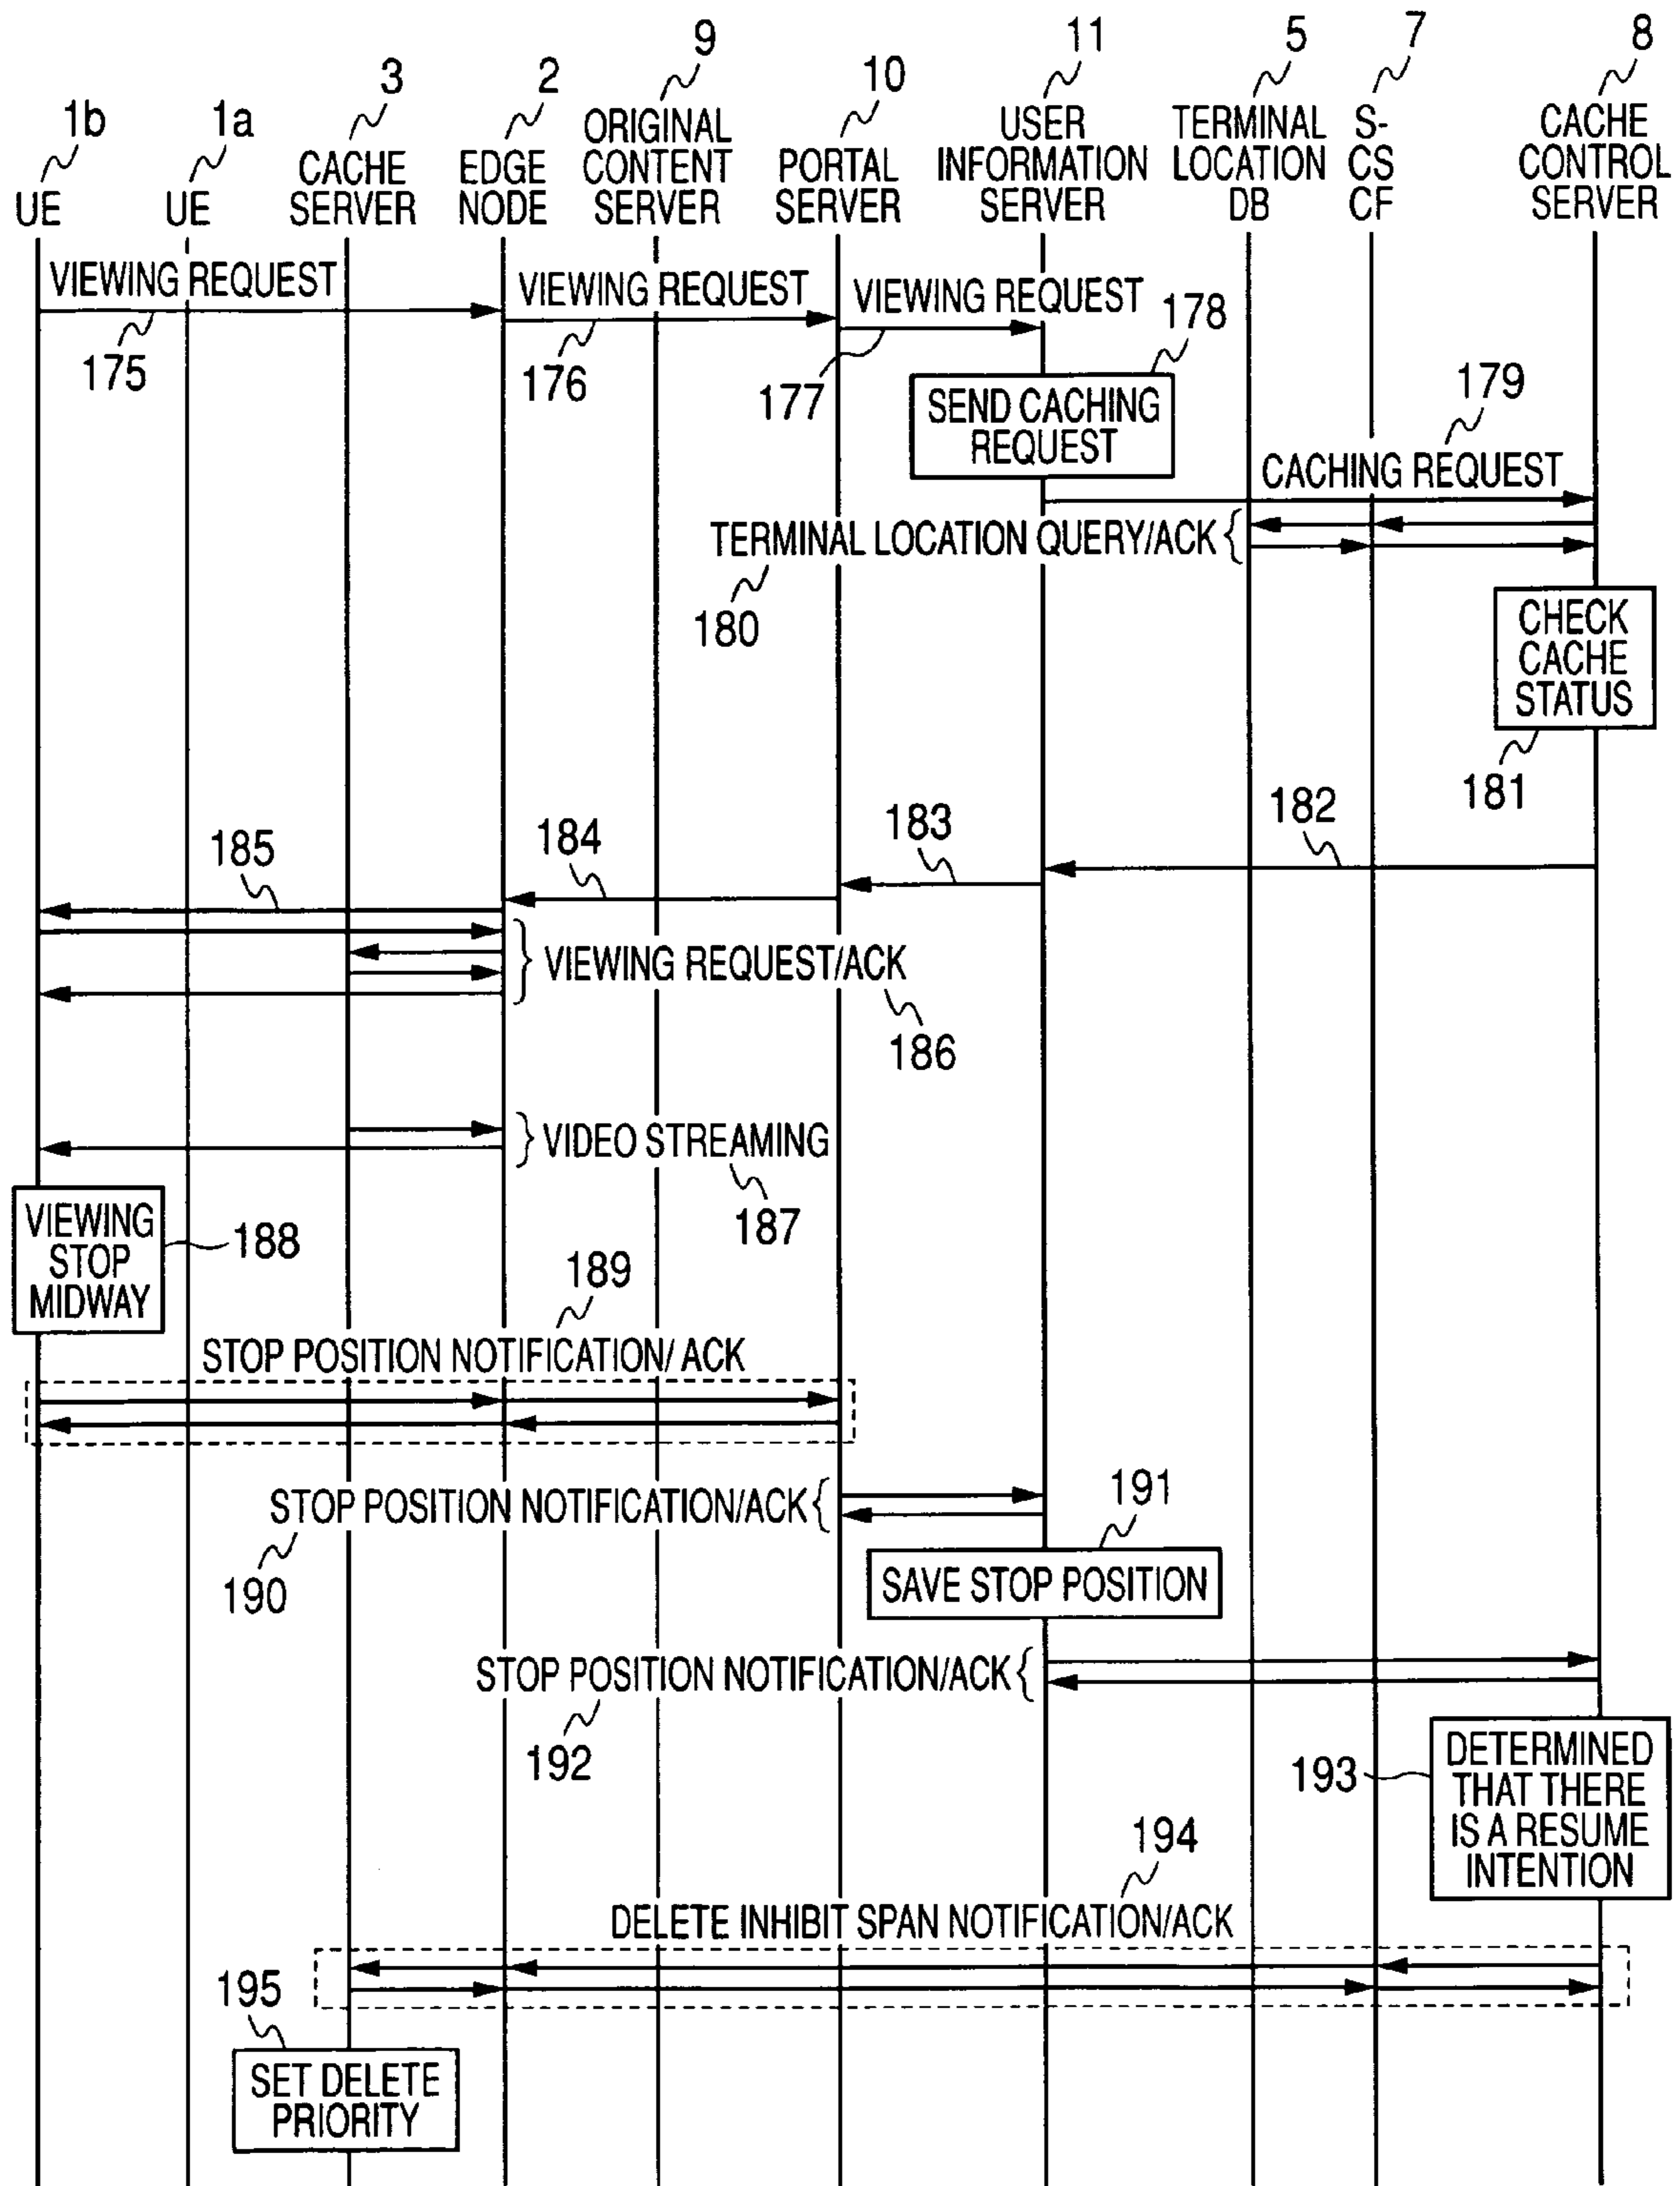 1b
UE
1a
UE
3
CACHE
SERVER
2
EDGE
NODE
9
ORIGINAL
CONTENT
SERVER
10
PORTAL
SERVER
11
USER
INFORMATION
SERVER
5
TERMINAL
LOCATION
DB
7
S-
CS
CF
8
CACHE
CONTROL
SERVER
VIEWING REQUEST
175
VIEWING REQUEST
176
VIEWING REQUEST
177
178
SEND CACHING
REQUEST
179
CACHING REQUEST
TERMINAL LOCATION QUERY/ACK
180
CHECK
CACHE
STATUS
181
182
183
184
185
VIEWING REQUEST/ACK
186
VIDEO STREAMING
187
VIEWING
STOP
MIDWAY
188
189
STOP POSITION NOTIFICATION/ ACK
STOP POSITION NOTIFICATION/ACK
190
191
SAVE STOP POSITION
STOP POSITION NOTIFICATION/ACK
192
193
DETERMINED
THAT THERE
IS A RESUME
INTENTION
194
DELETE INHIBIT SPAN NOTIFICATION/ACK
195
SET DELETE
PRIORITY